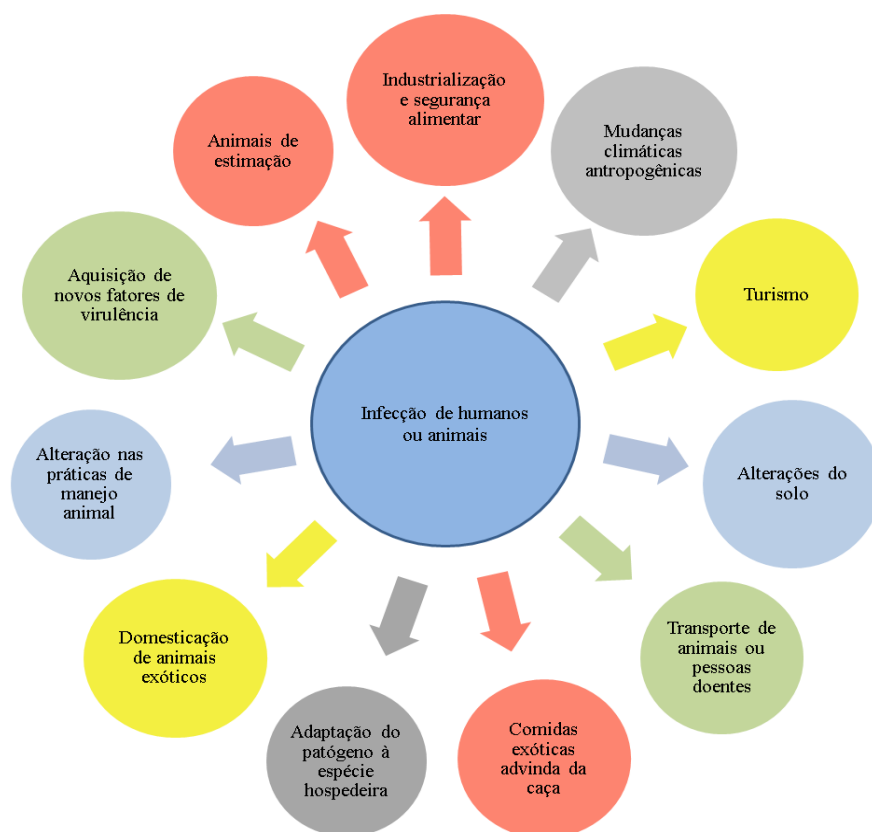 Industrialização
e segurança
alimentar
Mudanças
climáticas
antropogênicas
Turismo
Alterações do
solo
Transporte de
animais ou
pessoas
doentes
Comidas
exóticas
advinda da
caça
Adaptação do
patógeno à
espécie
hospedeira
Domesticação
de animais
exóticos
Alteração nas
práticas de
manejo
animal
Aquisição de
novos fatores de
virulência
Animais de
estimação
Infecção de humanos
ou animais